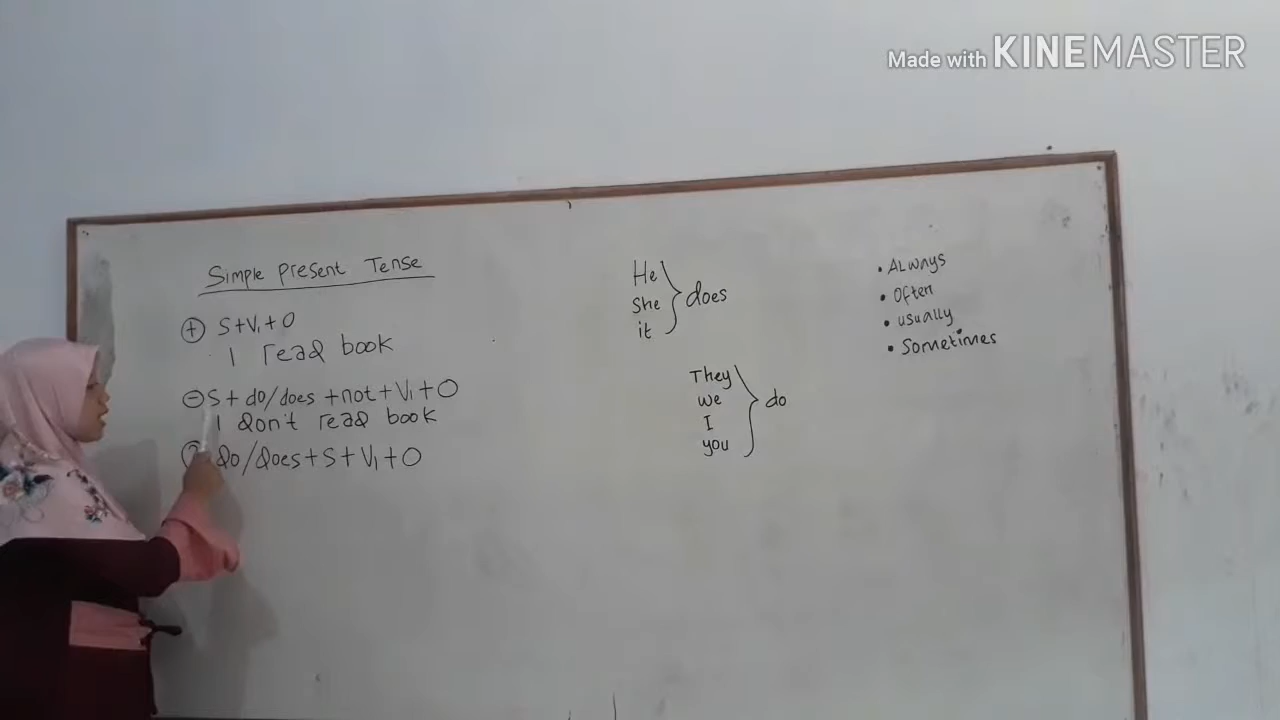 Made with KINEMASTER
Simple Present Tense
(+) S+V1+O
I read book
(-) S+ do/does +not+V1+O
I don't read book
(?) do/does+S+V1+O
He
She
it
does
They
we
I
you
do
• ALways
• Often
• usually
• Sometimes